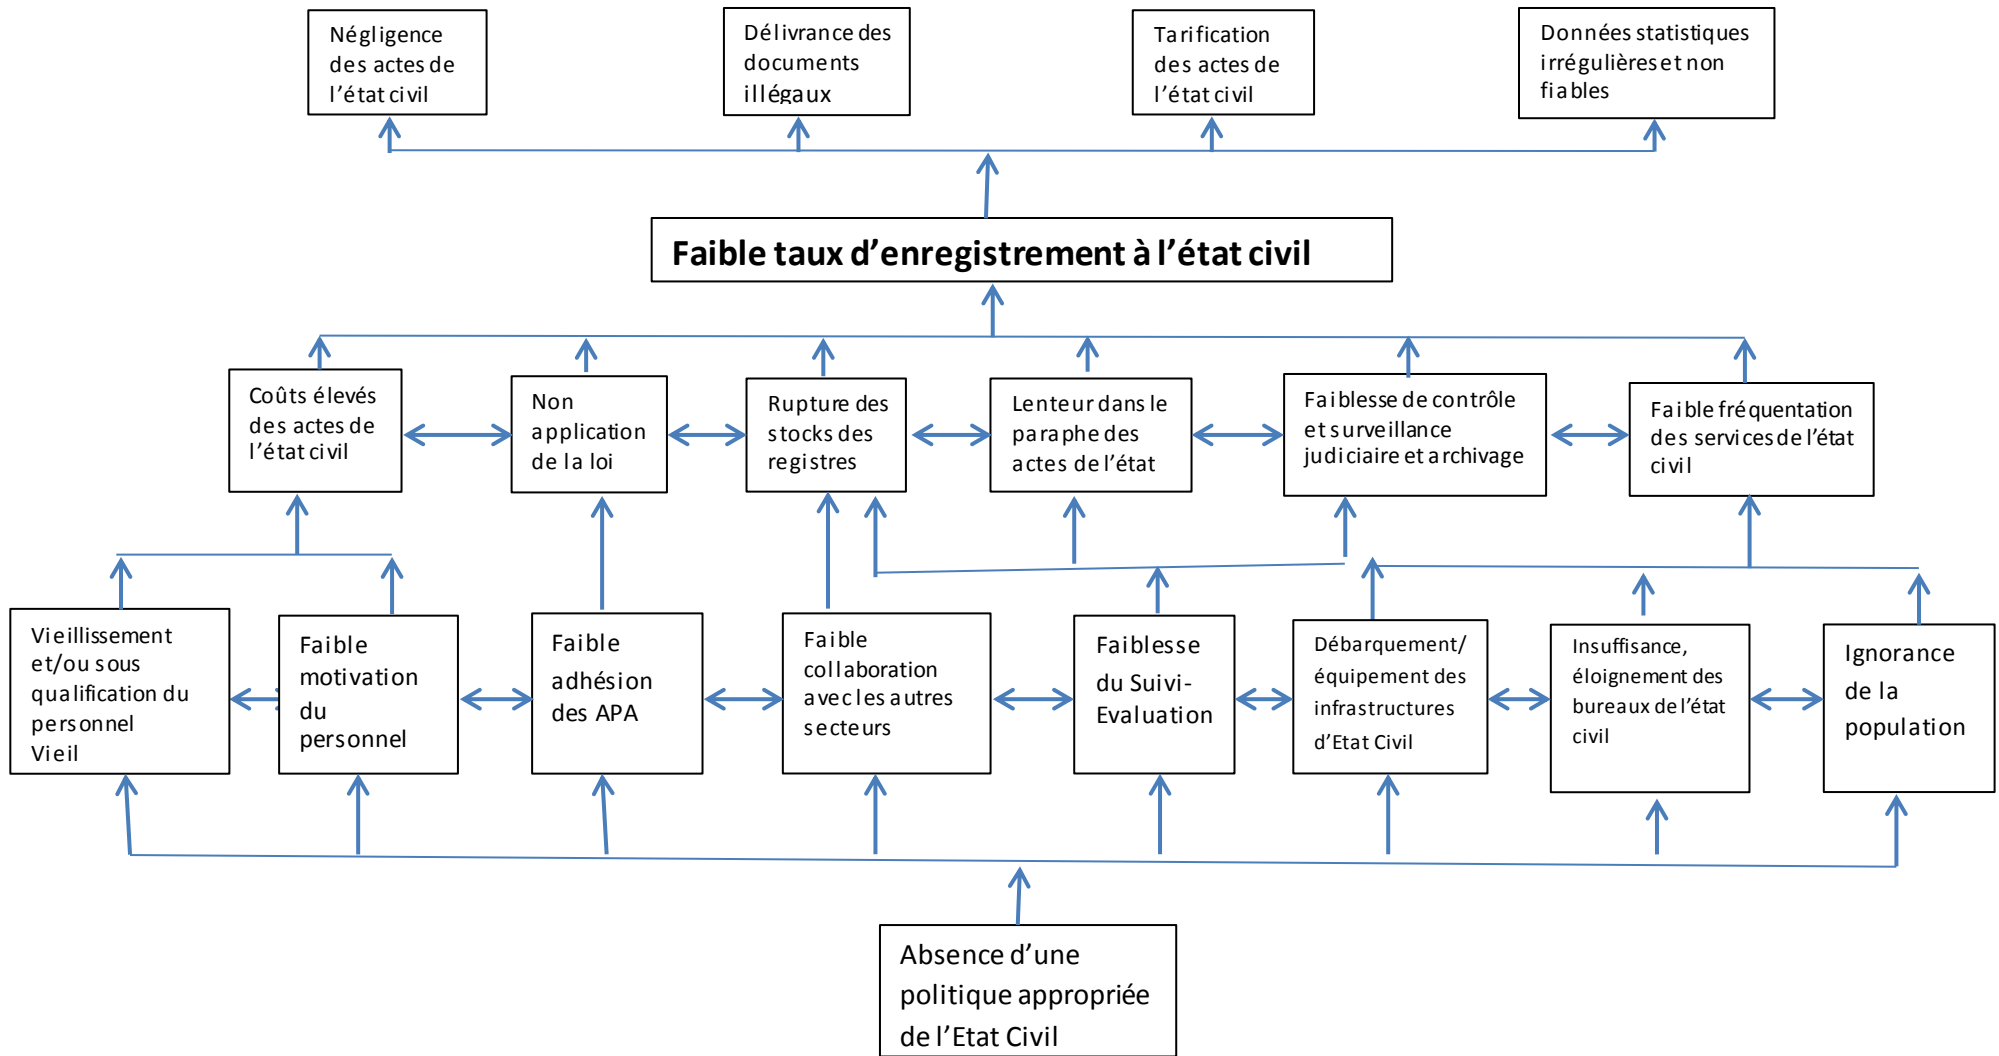 Négligence
des actes de
l’état civil
Délivrance des
documents
illégaux
Tarification
des actes de
l’état civil
Données statistiques
irrégulières et non
fiables
Faible taux d’enregistrement à l’état civil
Coûts élevés
des actes de
l’état civil
Non
application
de la loi
Rupture des
stocks des
registres
Lenteur dans le
paraphe des
actes de l’état
Faiblesse de contrôle
et surveillance
judiciaire et archivage
Faible fréquentation
des services de l’état
civil
Vieillissement
et/ou sous
qualification du
personnel
Vieil
Faible
motivation
du
personnel
Faible
adhésion
des APA
Faible
collaboration
avec les autres
secteurs
Faiblesse
du Suivi-
Evaluation
Débarquement/
équipement des
infrastructures
d’Etat Civil
Insuffisance,
éloignement des
bureaux de l’état
civil
Ignorance
de la
population
Absence d’une
politique appropriée
de l’Etat Civil